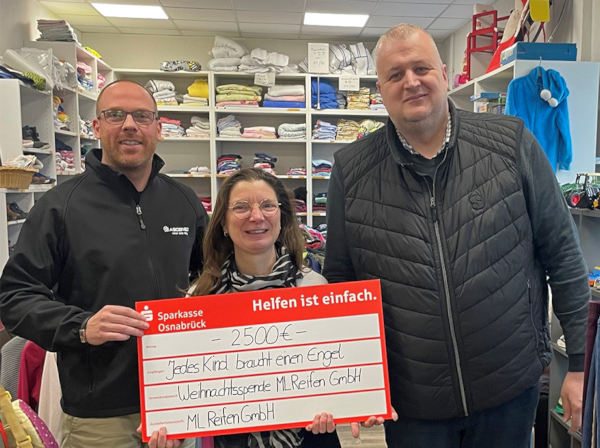 Sparkasse
Osnabrück
Helfen ist einfach.
- 2500€ -
Jedes Kind braucht einen Engel
Weihnachtsspende ML Reifen GmbH
ML Reifen GmbH